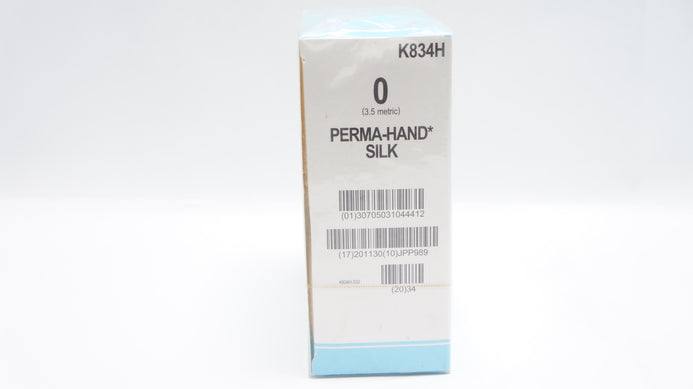 K834H
0
(3.5 metric)
PERMA-HAND*
SILK
(01)30705031044412
(17)201130(10)JPP989
(20)34